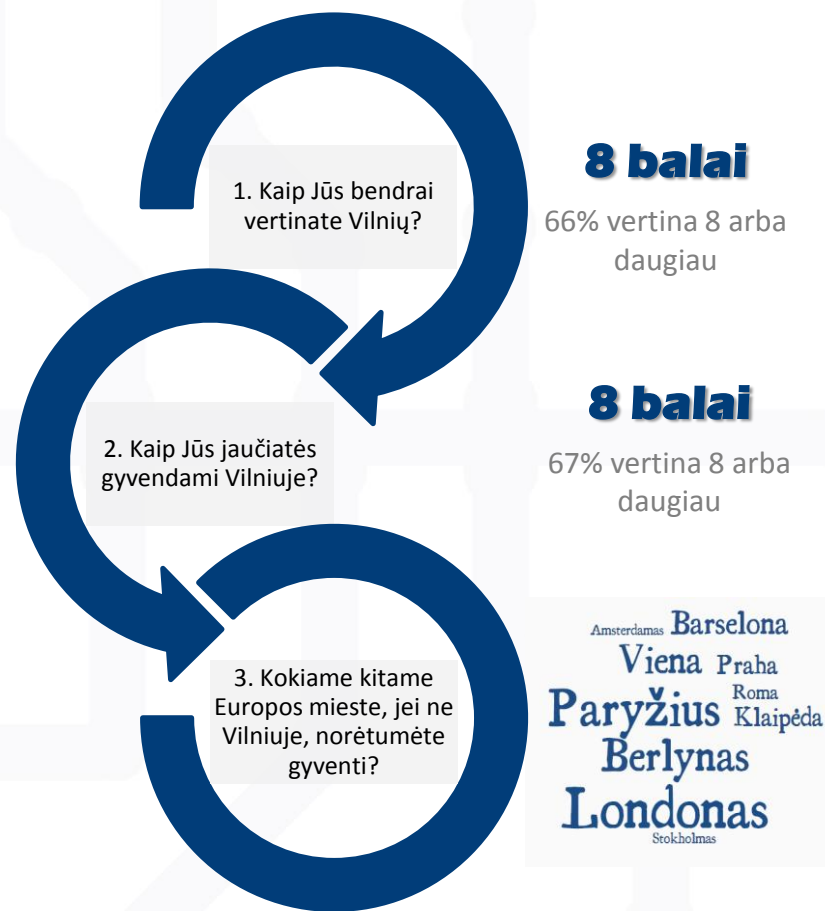 1. Kaip Jūs bendrai
vertinate Vilnių?
8 balai
66% vertina 8 arba
daugiau
2. Kaip Jūs jaučiatės
gyvendami Vilniuje?
8 balai
67% vertina 8 arba
daugiau
3. Kokiame kitame
Europos mieste, jei ne
Vilniuje, norėtumėte
gyventi?
Amsterdamas Barselona
Viena Praha
Paryžius Roma
Klaipėda
Berlynas
Londonas
Stokholmas